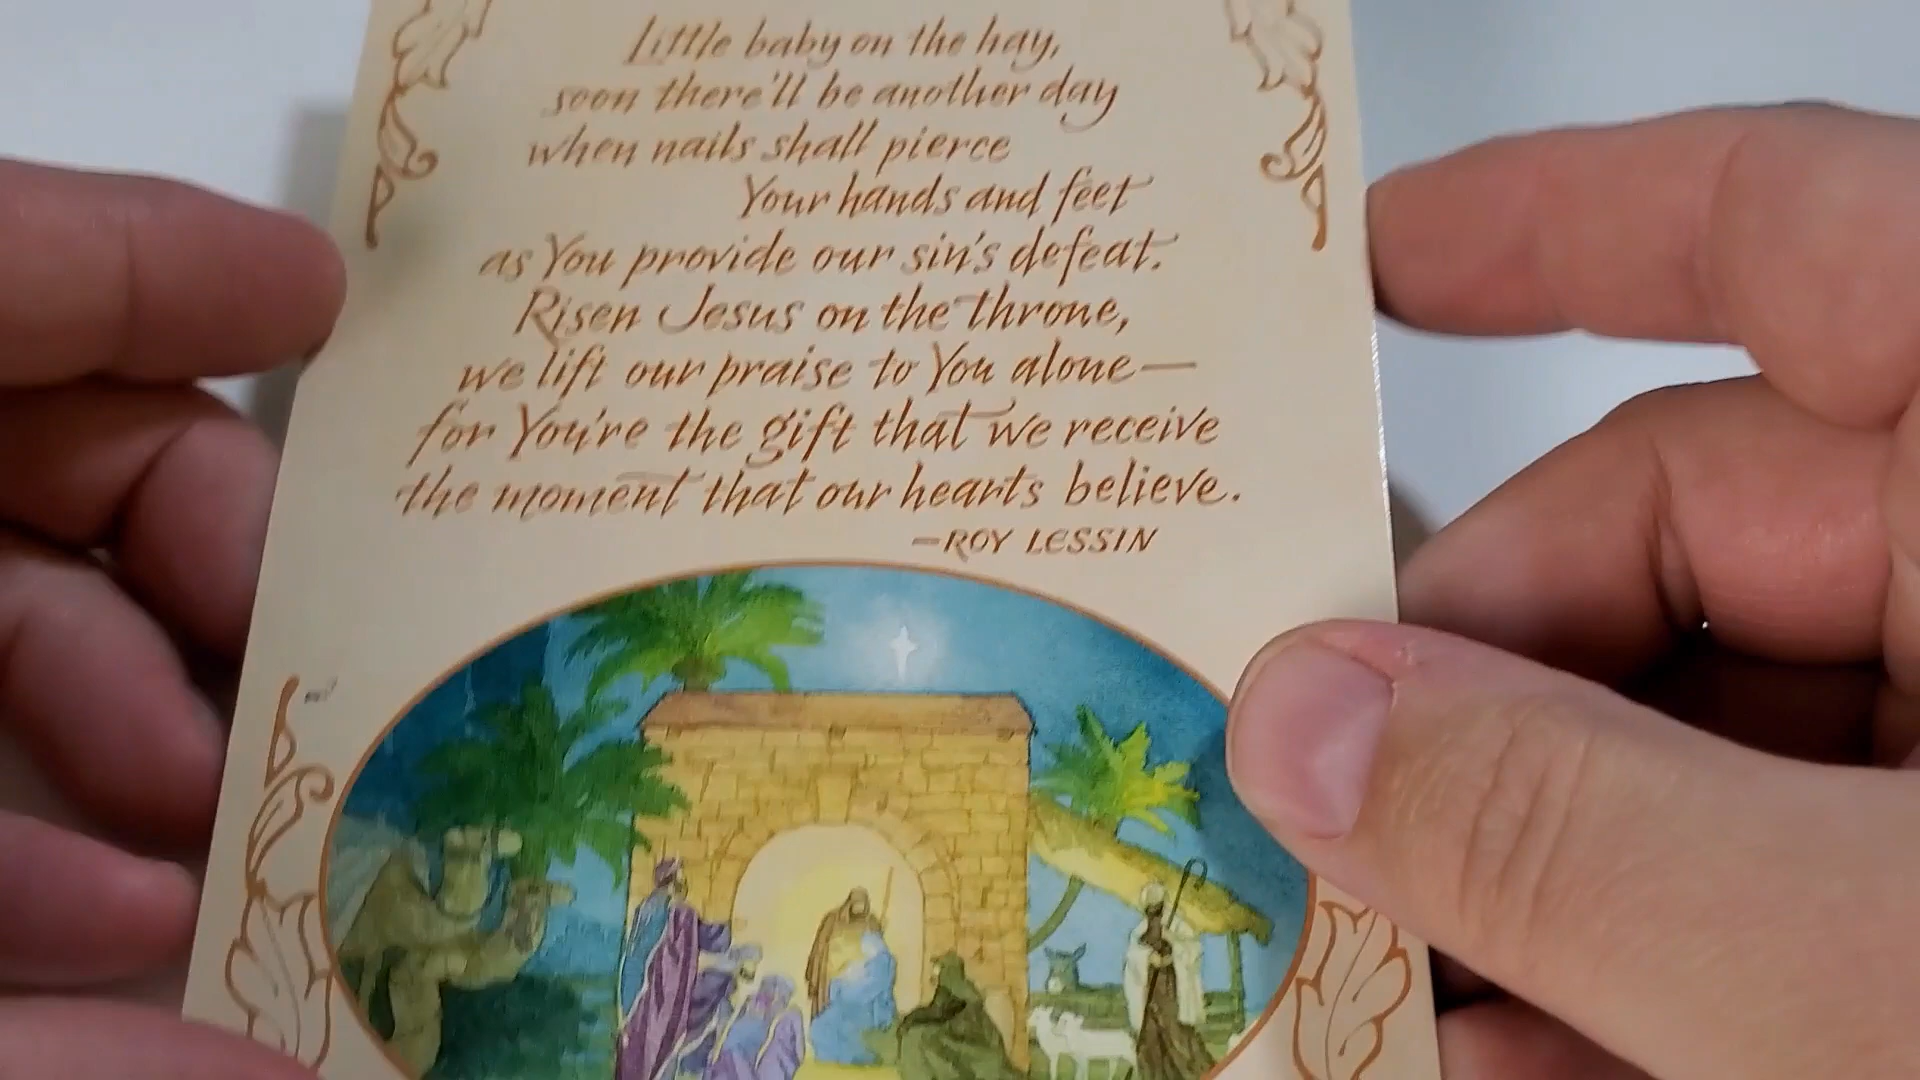 Little baby on the hay,
soon there'll be another day
when nails shall pierce
Your hands and feet
as You provide our sin's defeat.
Risen Jesus on the throne,
we lift our praise to You alone—
for You're the gift that we receive
the moment that our hearts believe.
—ROY LESSIN